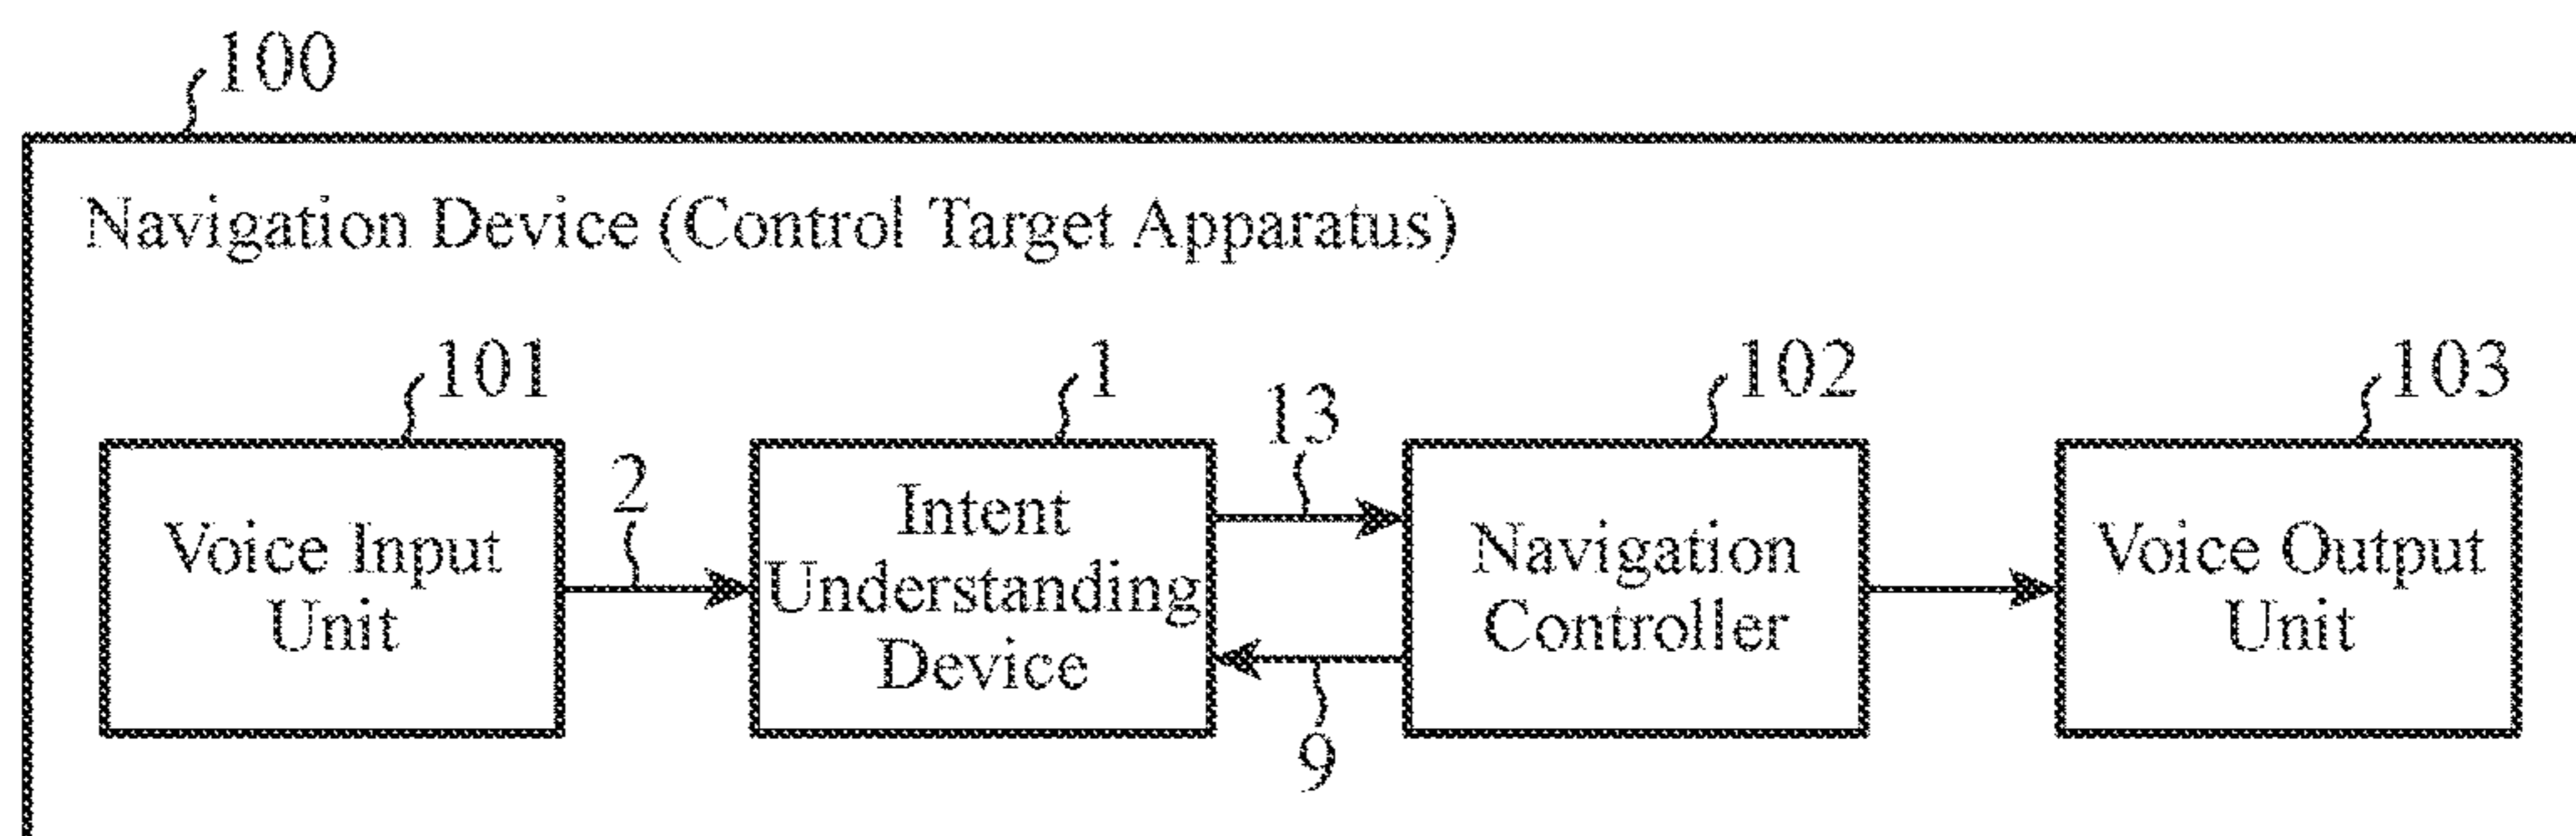 100
Navigation Device (Control Target Apparatus)
101
1
13
102
103
2
Voice Input
Unit
Intent
Understanding
Device
Navigation
Controller
Voice Output
Unit
9